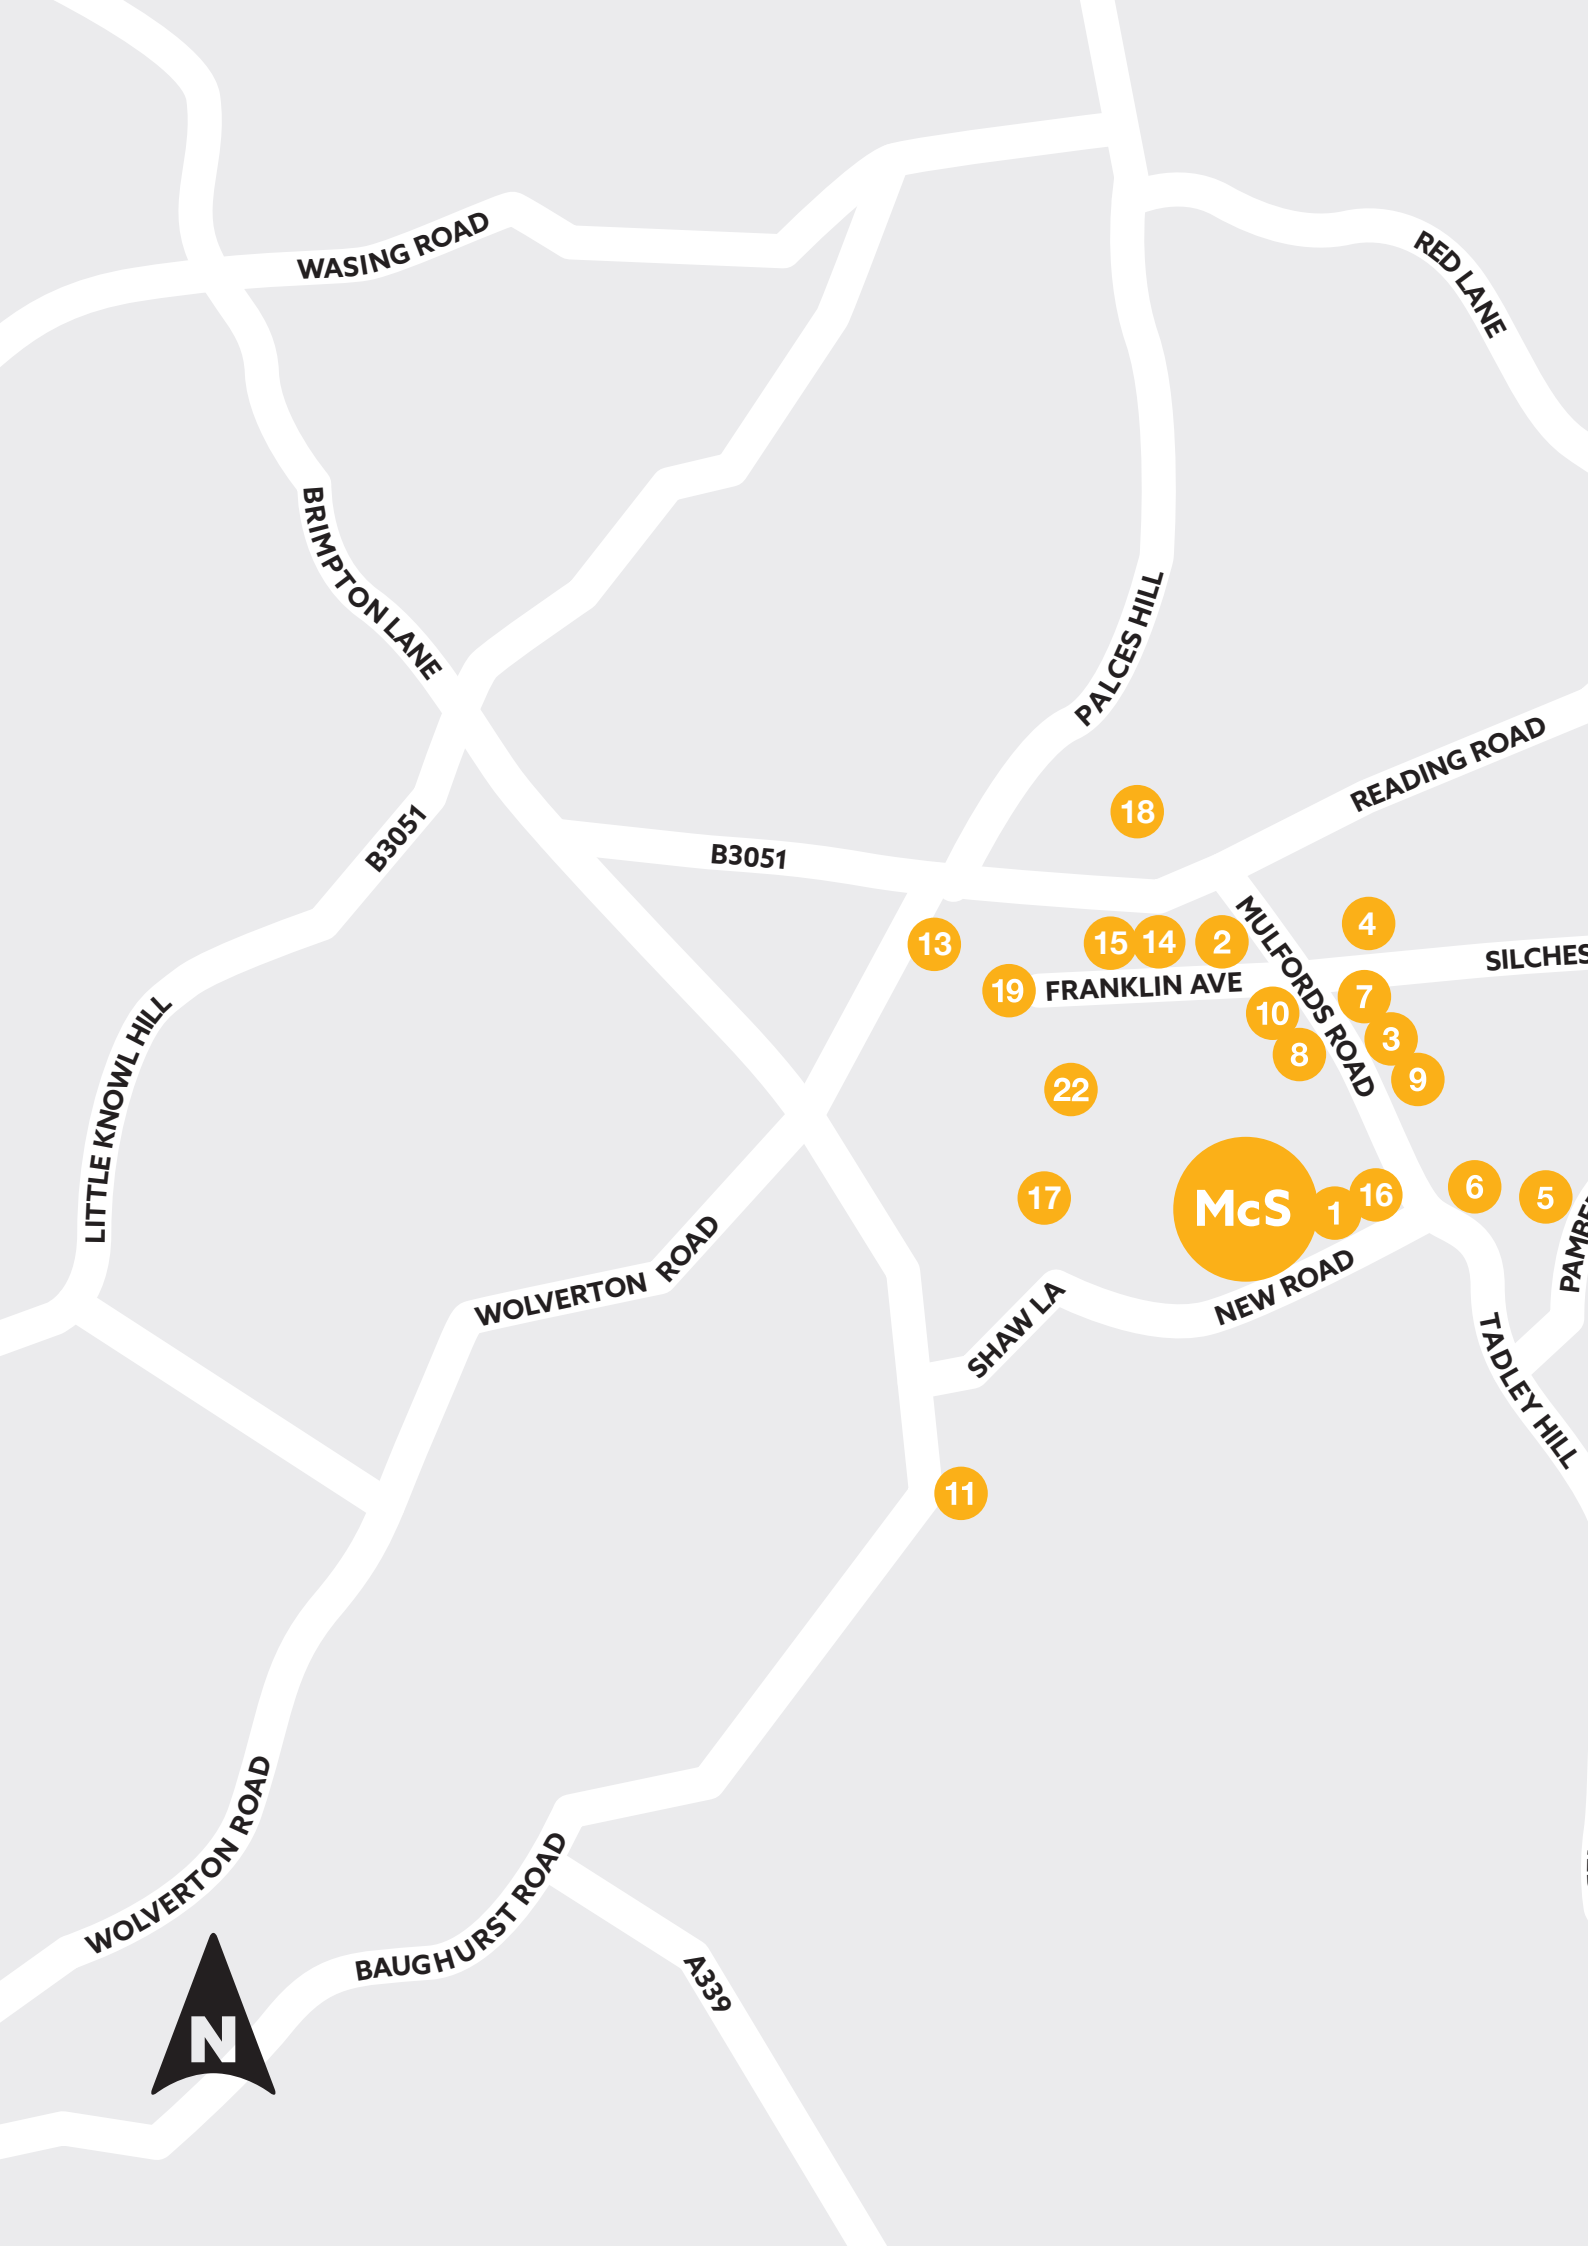 WASING ROAD
RED LANE
BRIMPTON LANE
PALCES HILL
READING ROAD
18
B3051
B3051
MULFORDS ROAD
4
13
15
14
2
SILCHES
19
FRANKLIN AVE
7
10
3
8
9
22
LITTLE KNOWL HILL
17
McS
1
16
6
5
PAMBE
WOLVERTON ROAD
NEW ROAD
SHAW LA
TADLEY HILL
11
WOLVERTON ROAD
BAUGHURST ROAD
A339
N